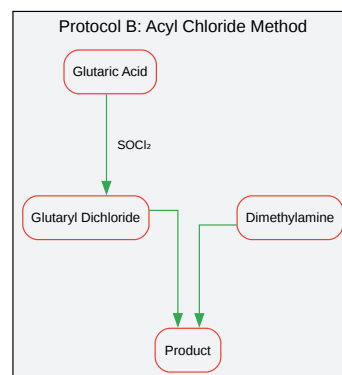 Protocol B: Acyl Chloride Method
Glutaric Acid
SOCl₂
Glutaryl Dichloride
Dimethylamine
Product